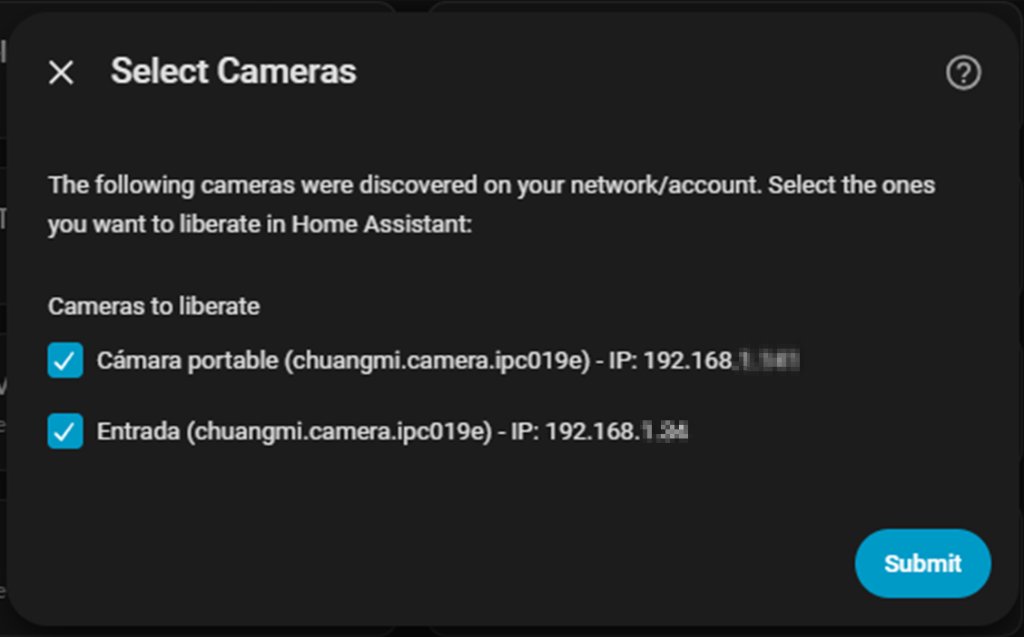 Select Cameras
The following cameras were discovered on your network/account. Select the ones
you want to liberate in Home Assistant:
Cameras to liberate
Cámara portable (chuangmi.camera.ipc019e) - IP: 192.168.
Entrada (chuangmi.camera.ipc019e) - IP: 192.168.
Submit